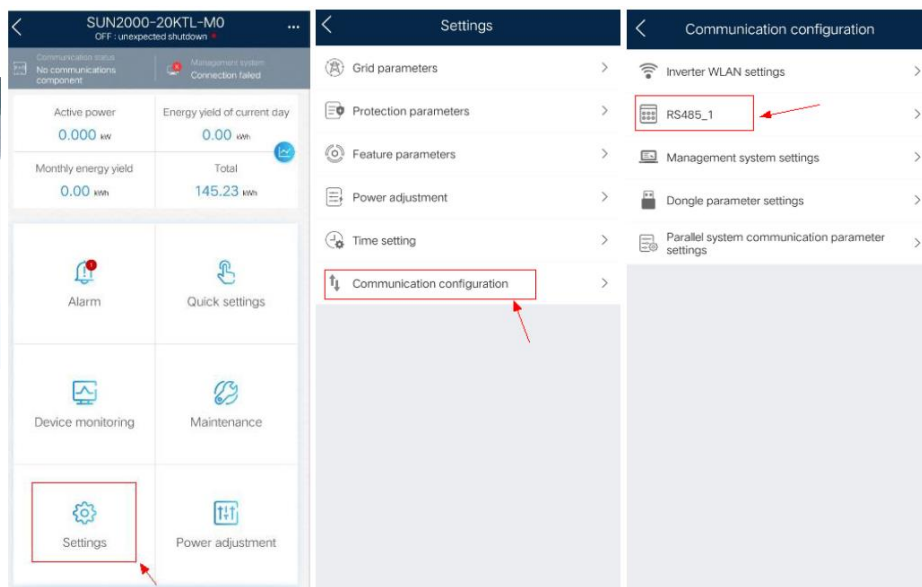 SUN2000-20KTL-M0
OFF : unexpected shutdown
Communication status
No communications
component
Management system
Connection failed
Active power
0.000 kW
Energy yield of current day
0.00 kWh
Monthly energy yield
0.00 kWh
Total
145.23 kWh
Alarm
Quick settings
Device monitoring
Maintenance
Settings
Power adjustment
Settings
Grid parameters
Protection parameters
Feature parameters
Power adjustment
Time setting
Communication configuration
Communication configuration
Inverter WLAN settings
RS485_1
Management system settings
Dongle parameter settings
Parallel system communication parameter
settings